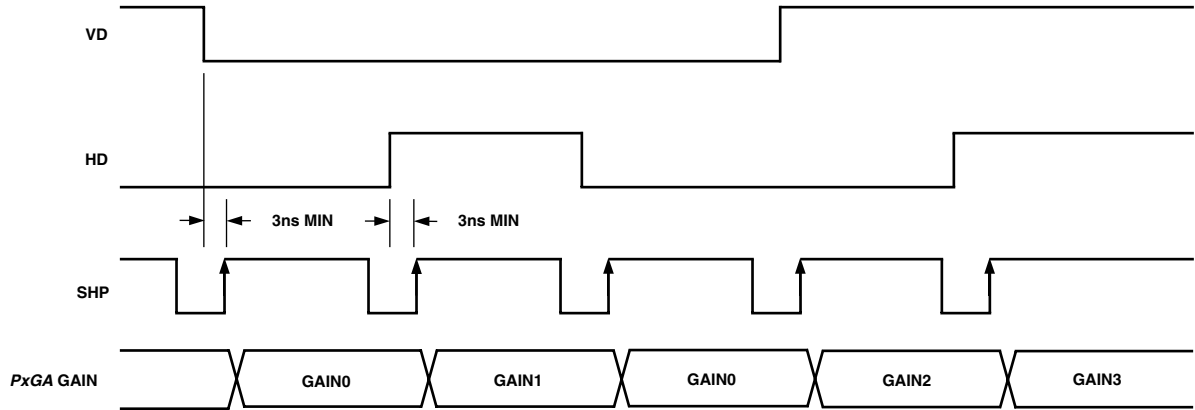 VD
HD
3ns MIN 3ns MIN
SHP
PxGA GAIN GAIN0 GAIN1 GAIN0 GAIN2 GAIN3